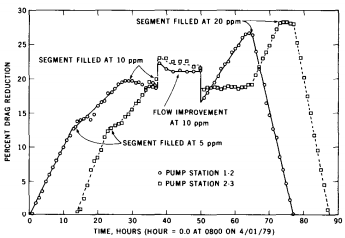 SEGMENT FILLED AT 20 ppm
SEGMENT FILLED AT 10 ppm
FLOW IMPROVEMENT
AT 10 ppm
SEGMENT FILLED AT 5 ppm
PUMP STATION 1-2
PUMP STATION 2-3
PERCENT DRAG REDUCTION
30
25
20
15
10
5
0
0 10 20 30 40 50 60 70 80 90
TIME, HOURS (HOUR = 0.0 AT 0800 ON 4/01/79)